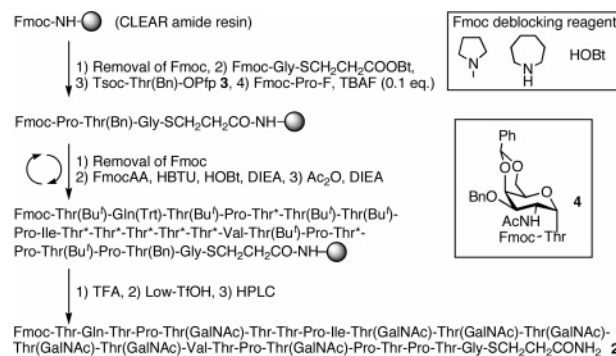 Fmoc-NH- (CLEAR amide resin)
1) Removal of Fmoc, 2) Fmoc-Gly-SCH2CH2COOBt,
3) Tsoc-Thr(Bn)-OPfp 3, 4) Fmoc-Pro-F, TBAF (0.1 eq.)
Fmoc-Pro-Thr(Bn)-Gly-SCH2CH2CO-NH-
1) Removal of Fmoc
2) FmocAA, HBTU, HOBt, DIEA, 3) Ac2O, DIEA
Fmoc-Thr(Buᵗ)-Gln(Trt)-Thr(Buᵗ)-Pro-Thr*-Thr(Buᵗ)-Thr(Buᵗ)-
Pro-Ile-Thr*-Thr*-Thr*-Thr*-Thr*-Val-Thr(Buᵗ)-Pro-Thr*-
Pro-Thr(Buᵗ)-Pro-Thr(Bn)-Gly-SCH2CH2CO-NH-
1) TFA, 2) Low-TfOH, 3) HPLC
Fmoc-Thr-Gln-Thr-Pro-Thr(GalNAc)-Thr-Thr-Pro-Ile-Thr(GalNAc)-Thr(GalNAc)-Thr(GalNAc)-
Thr(GalNAc)-Thr(GalNAc)-Val-Thr-Pro-Thr(GalNAc)-Pro-Thr-Pro-Thr-Gly-SCH2CH2CONH2 2
Fmoc deblocking reagent
N
N
H
HOBt
Ph
O
O
O
BnO
AcNH
O
Fmoc-Thr
4